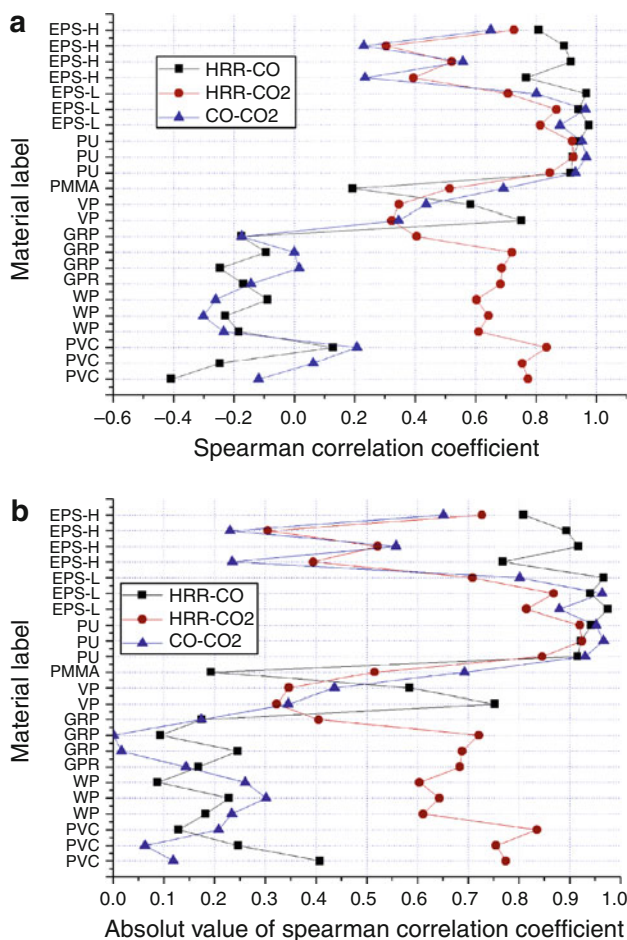 a
EPS-H
EPS-H
EPS-H
EPS-H
EPS-L
EPS-L
EPS-L
PU
PU
PU
PMMA
VP
VP
GRP
GRP
GRP
GPR
WP
WP
WP
PVC
PVC
PVC
Material label
HRR-CO
HRR-CO2
CO-CO2
–0.6 –0.4 –0.2 0.0 0.2 0.4 0.6 0.8 1.0
Spearman correlation coefficient
b
EPS-H
EPS-H
EPS-H
EPS-H
EPS-L
EPS-L
EPS-L
PU
PU
PU
PMMA
VP
VP
GRP
GRP
GRP
GPR
WP
WP
WP
PVC
PVC
PVC
Material label
HRR-CO
HRR-CO2
CO-CO2
0.0 0.1 0.2 0.3 0.4 0.5 0.6 0.7 0.8 0.9 1.0
Absolut value of spearman correlation coefficient